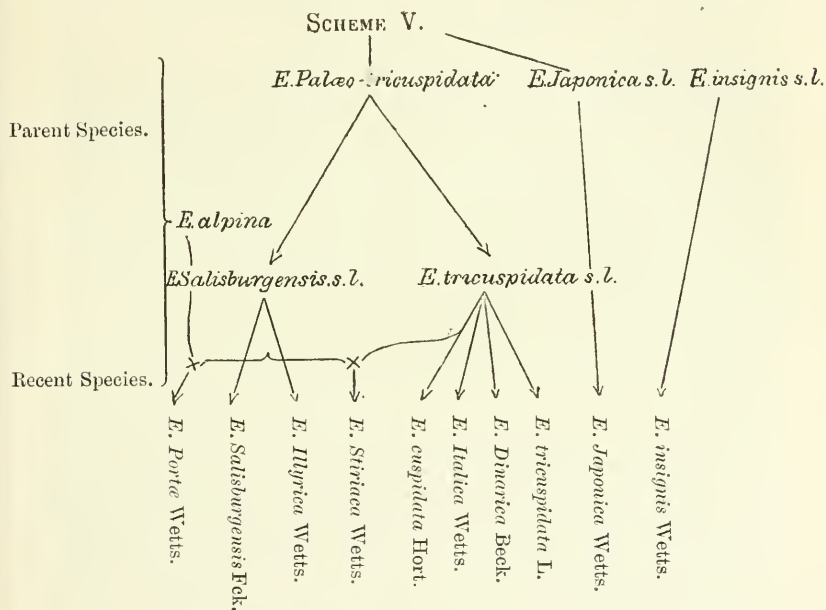 SCHEME V.
E. Palæo-tricuspidata E. Japonica s.l. E. insignis s.l.
Parent Species.
E. alpina
E Salisburgensis. s.l. E. tricuspidata s.l.
Recent Species.
E. Portæ Wetts.
E. Salisburgensis Fck.
E. Illyrica Wetts.
E. Stiriaca Wetts.
E. cuspidata Hort.
E. Italica Wetts.
E. Dinarica Beck.
E. tricuspidata L.
E. Japonica Wetts.
E. insignis Wetts.